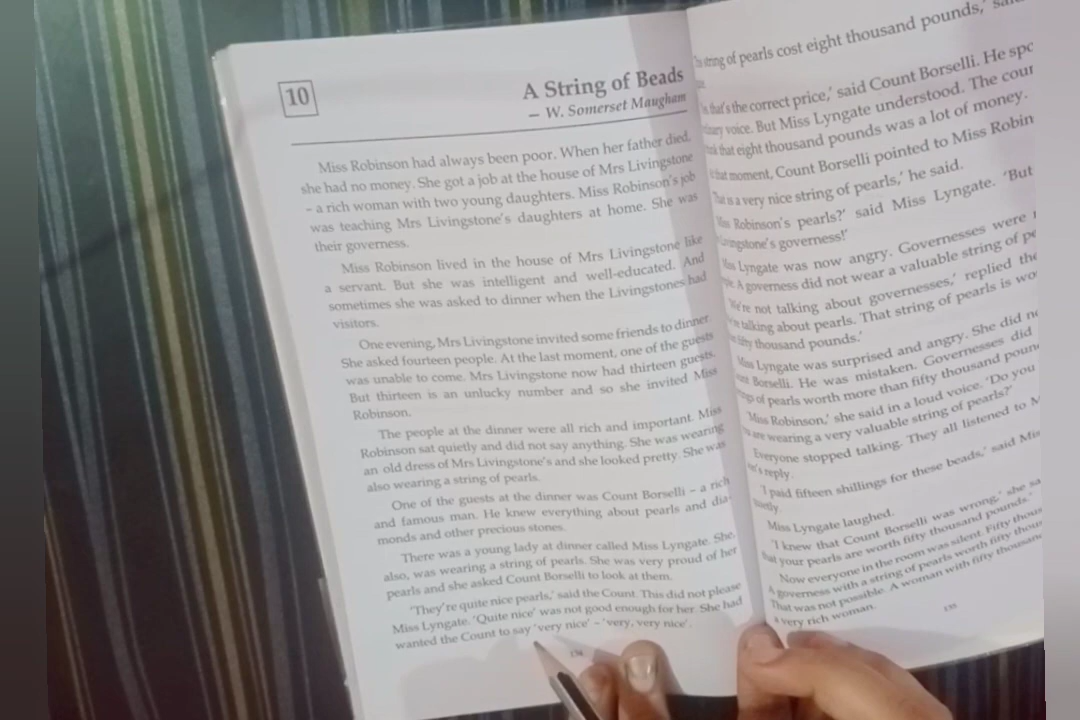 10
A String of Beads
– W. Somerset Maugham
Miss Robinson had always been poor. When her father died,
she had no money. She got a job at the house of Mrs Livingstone
– a rich woman with two young daughters. Miss Robinson's job
was teaching Mrs Livingstone's daughters at home. She was
their governess.
Miss Robinson lived in the house of Mrs Livingstone like
a servant. But she was intelligent and well-educated. And
sometimes she was asked to dinner when the Livingstones had
visitors.
One evening, Mrs Livingstone invited some friends to dinner.
She asked fourteen people. At the last moment, one of the guests
was unable to come. Mrs Livingstone now had thirteen guests.
But thirteen is an unlucky number and so she invited Miss
Robinson.
The people at the dinner were all rich and important. Miss
Robinson sat quietly and did not say anything. She was wearing
an old dress of Mrs Livingstone's and she looked pretty. She was
also wearing a string of pearls.
One of the guests at the dinner was Count Borselli – a rich
and famous man. He knew everything about pearls and dia-
monds and other precious stones.
There was a young lady at dinner called Miss Lyngate. She,
also, was wearing a string of pearls. She was very proud of her
pearls and she asked Count Borselli to look at them.
'They're quite nice pearls,' said the Count. This did not please
Miss Lyngate. 'Quite nice' was not good enough for her. She had
wanted the Count to say 'very nice' – 'very, very nice'.
134
string of pearls cost eight thousand pounds,'
that's the correct price,' said Count Borselli. He
voice. But Miss Lyngate understood. The
that eight thousand pounds was a lot of money.
that moment, Count Borselli pointed to Miss
is a very nice string of pearls,' he said.
Robinson's pearls?' said Miss Lyngate. 'But
governess!'
Lyngate was now angry. Governesses were
A governess did not wear a valuable string of
not talking about governesses,' replied
talking about pearls. That string of pearls is
fifty thousand pounds.'
Lyngate was surprised and angry. She did
Borselli. He was mistaken. Governesses did
of pearls worth more than fifty thousand
'Miss Robinson,' she said in a loud voice. 'Do you
are wearing a very valuable string of pearls?'
Everyone stopped talking. They all listened to
reply.
'I paid fifteen shillings for these beads,' said
Miss Lyngate laughed.
'I knew that Count Borselli was wrong,' she
that your pearls are worth fifty thousand pounds.'
Now everyone in the room was silent. Fifty
A governess with a string of pearls worth fifty
That was not possible. A woman with fifty
a very rich woman.
135